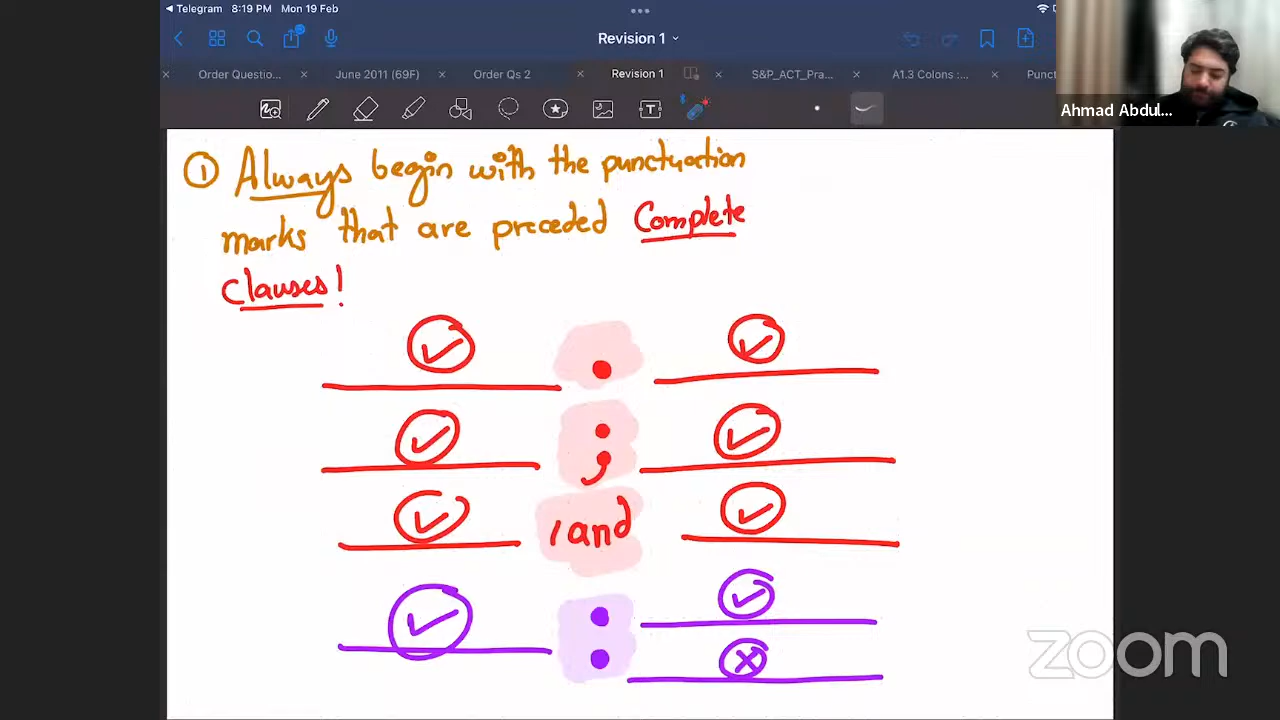 Telegram 8:19 PM Mon 19 Feb
Revision 1
Order Questio... June 2011 (69F) Order Qs 2 Revision 1 S&P_ACT_Pra... A1.3 Colons :... Punct
Ahmad Abdul...
① Always begin with the punctuation
marks that are preceded Complete
Clauses!
.
;
, and
:
zoom